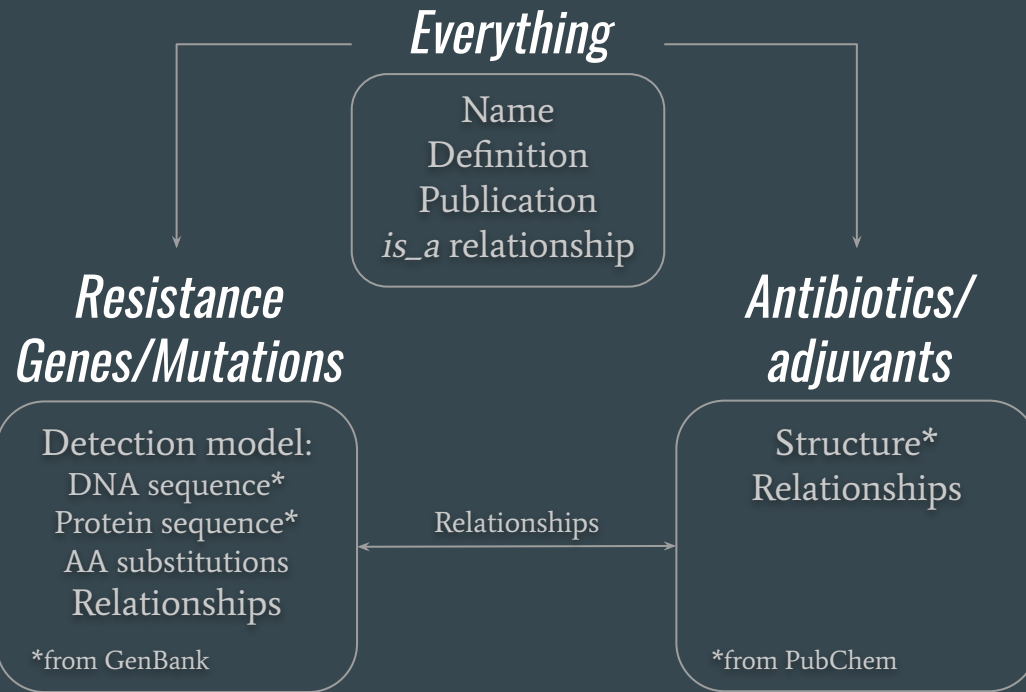 Everything
Name
Definition
Publication
is_a relationship
Resistance
Genes/Mutations
Detection model:
DNA sequence*
Protein sequence*
AA substitutions
Relationships
*from GenBank
Relationships
Antibiotics/
adjuvants
Structure*
Relationships
*from PubChem